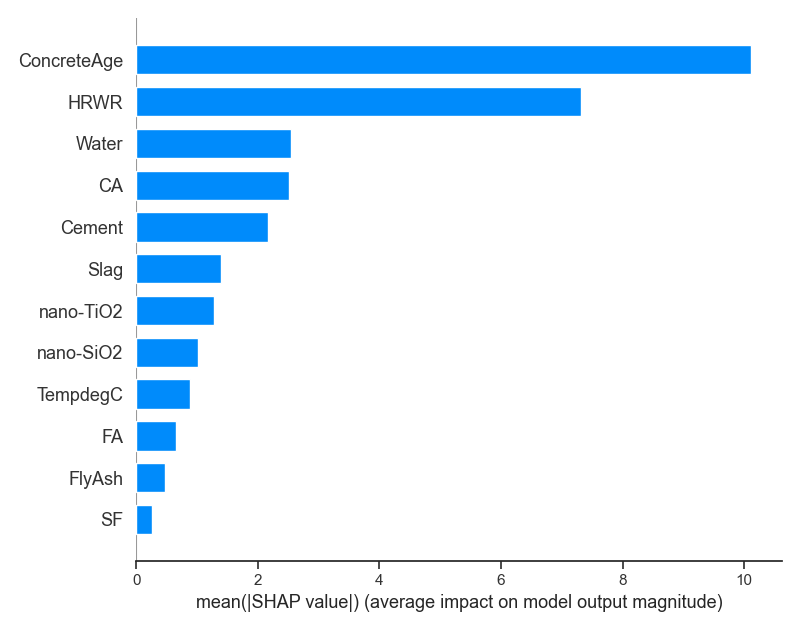 ConcreteAge
HRWR
Water
CA
Cement
Slag
nano-TiO2
nano-SiO2
TempdegC
FA
FlyAsh
SF
0 2 4 6 8 10
mean(|SHAP value|) (average impact on model output magnitude)